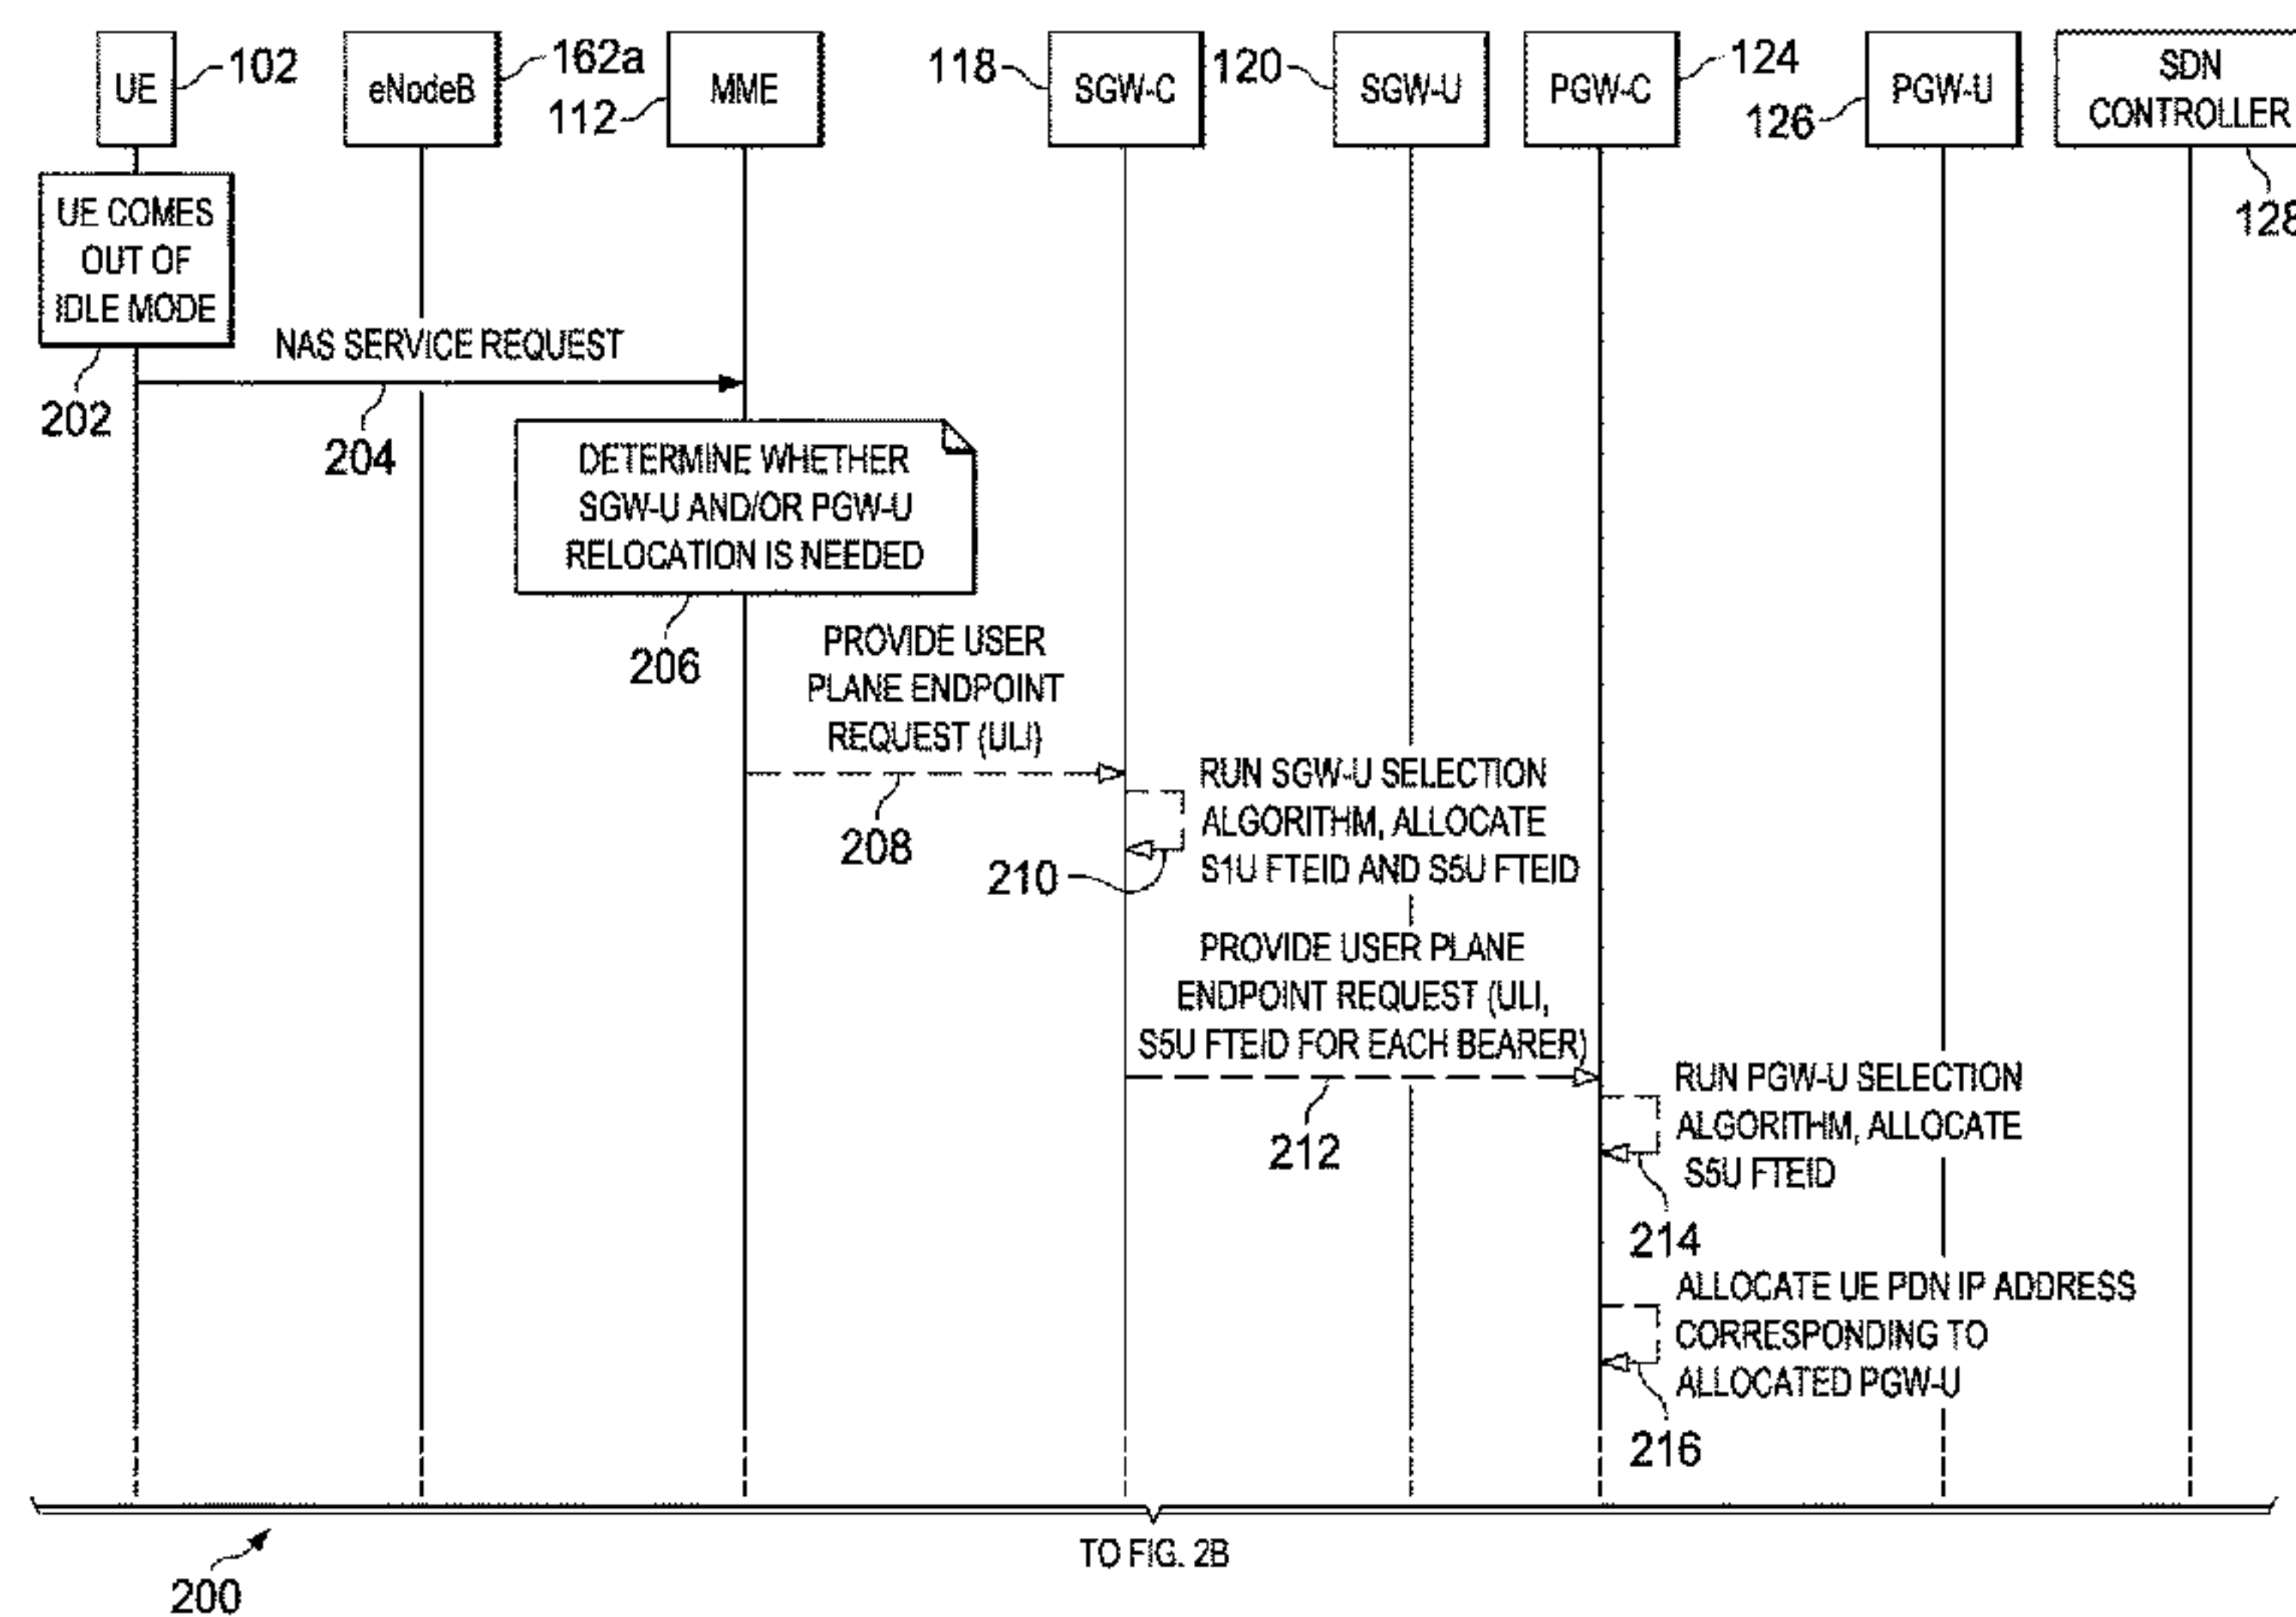 UE
102
eNodeB
162a
112
MME
118
SGW-C
120
SGW-U
PGW-C
124
126
PGW-U
SDN
CONTROLLER
128
UE COMES
OUT OF
IDLE MODE
202
NAS SERVICE REQUEST
204
DETERMINE WHETHER
SGW-U AND/OR PGW-U
RELOCATION IS NEEDED
206
PROVIDE USER
PLANE ENDPOINT
REQUEST (ULI)
208
RUN SGW-U SELECTION
ALGORITHM, ALLOCATE
S1U FTEID AND S5U FTEID
210
PROVIDE USER PLANE
ENDPOINT REQUEST (ULI,
S5U FTEID FOR EACH BEARER)
212
RUN PGW-U SELECTION
ALGORITHM, ALLOCATE
S5U FTEID
214
ALLOCATE UE PDN IP ADDRESS
CORRESPONDING TO
ALLOCATED PGW-U
216
TO FIG. 2B
200